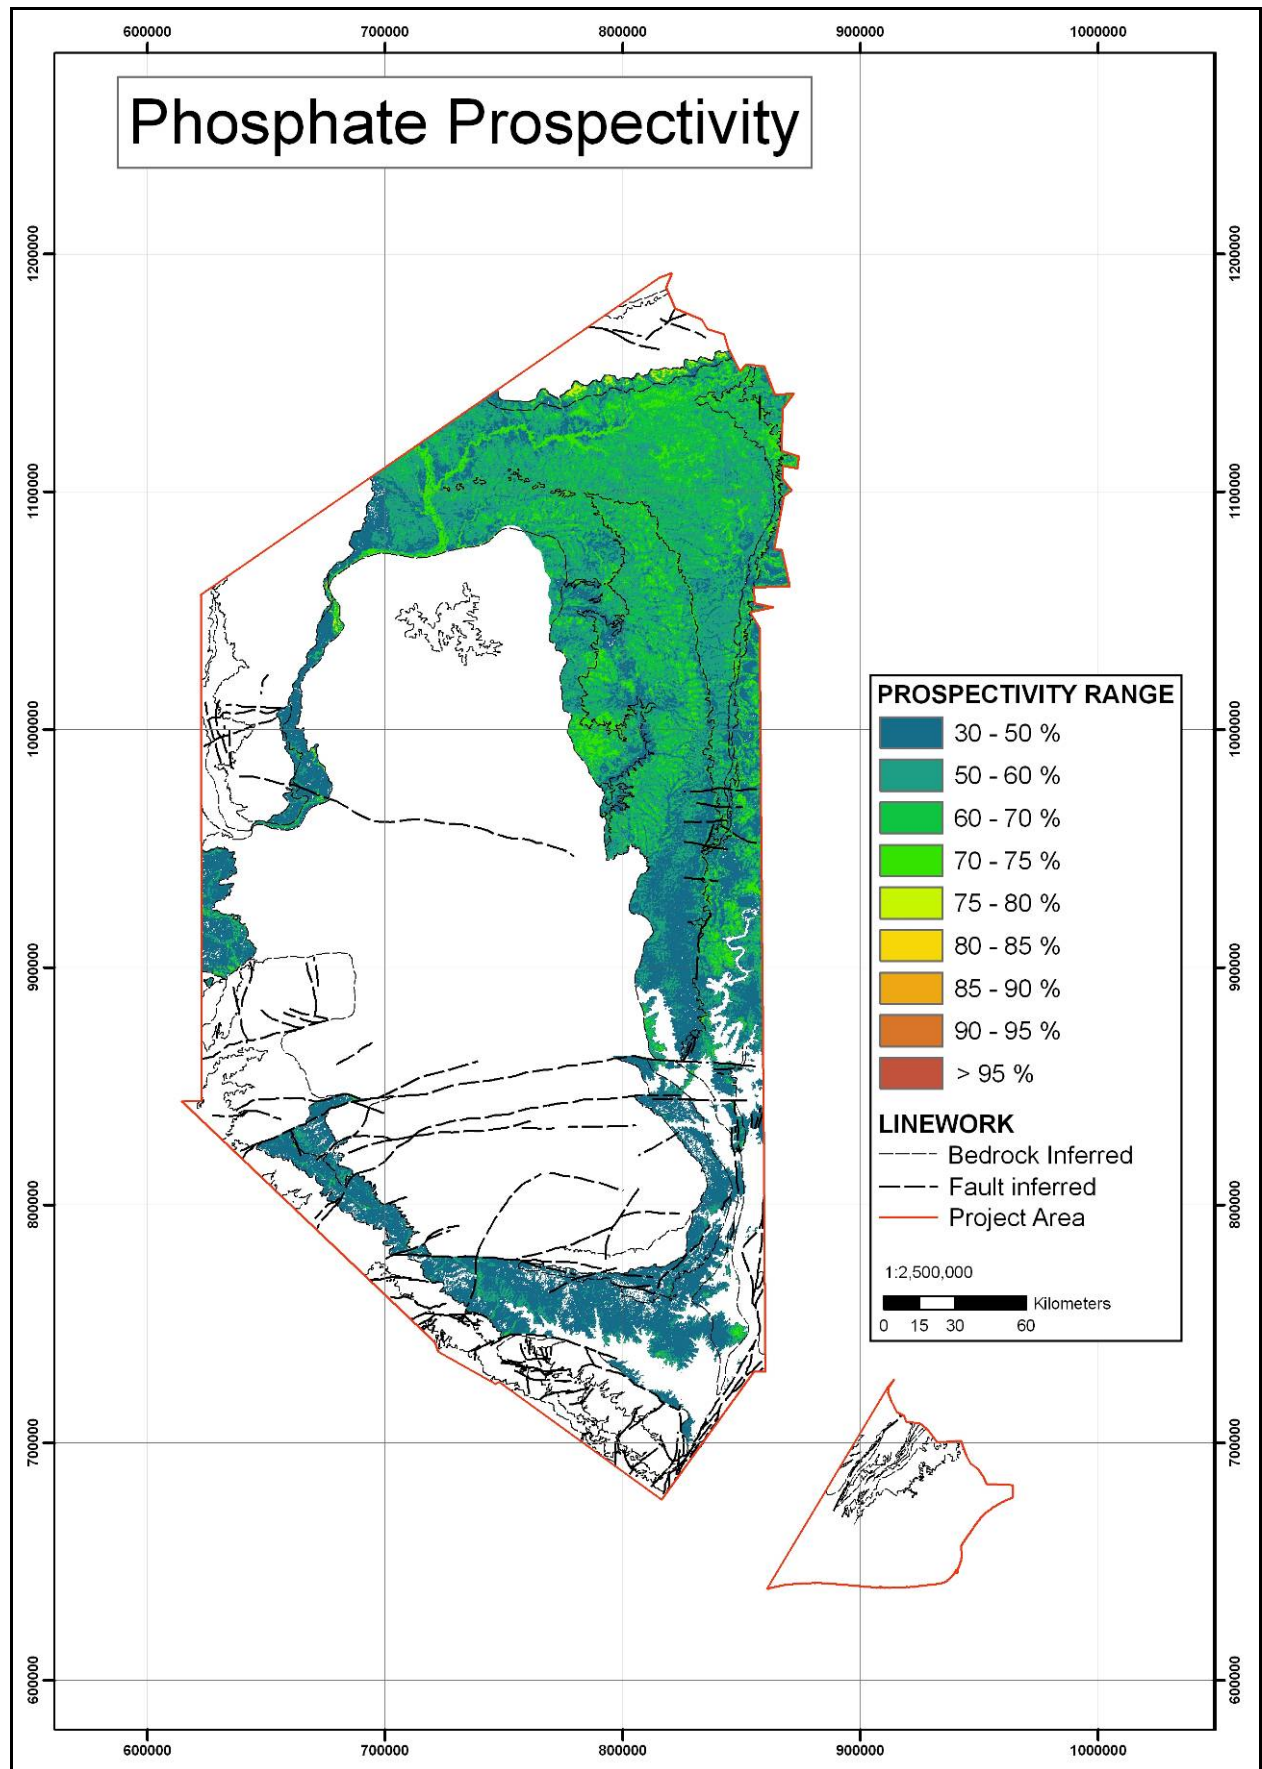 600000 700000 800000 900000 1000000
Phosphate Prospectivity
1200000 1200000
1100000 1100000
1000000 1000000
900000 900000
800000 800000
700000 700000
600000 600000
PROSPECTIVITY RANGE
30 - 50 %
50 - 60 %
60 - 70 %
70 - 75 %
75 - 80 %
80 - 85 %
85 - 90 %
90 - 95 %
> 95 %
LINEWORK
Bedrock Inferred
Fault inferred
Project Area
1:2,500,000
Kilometers
0 15 30 60
600000 700000 800000 900000 1000000